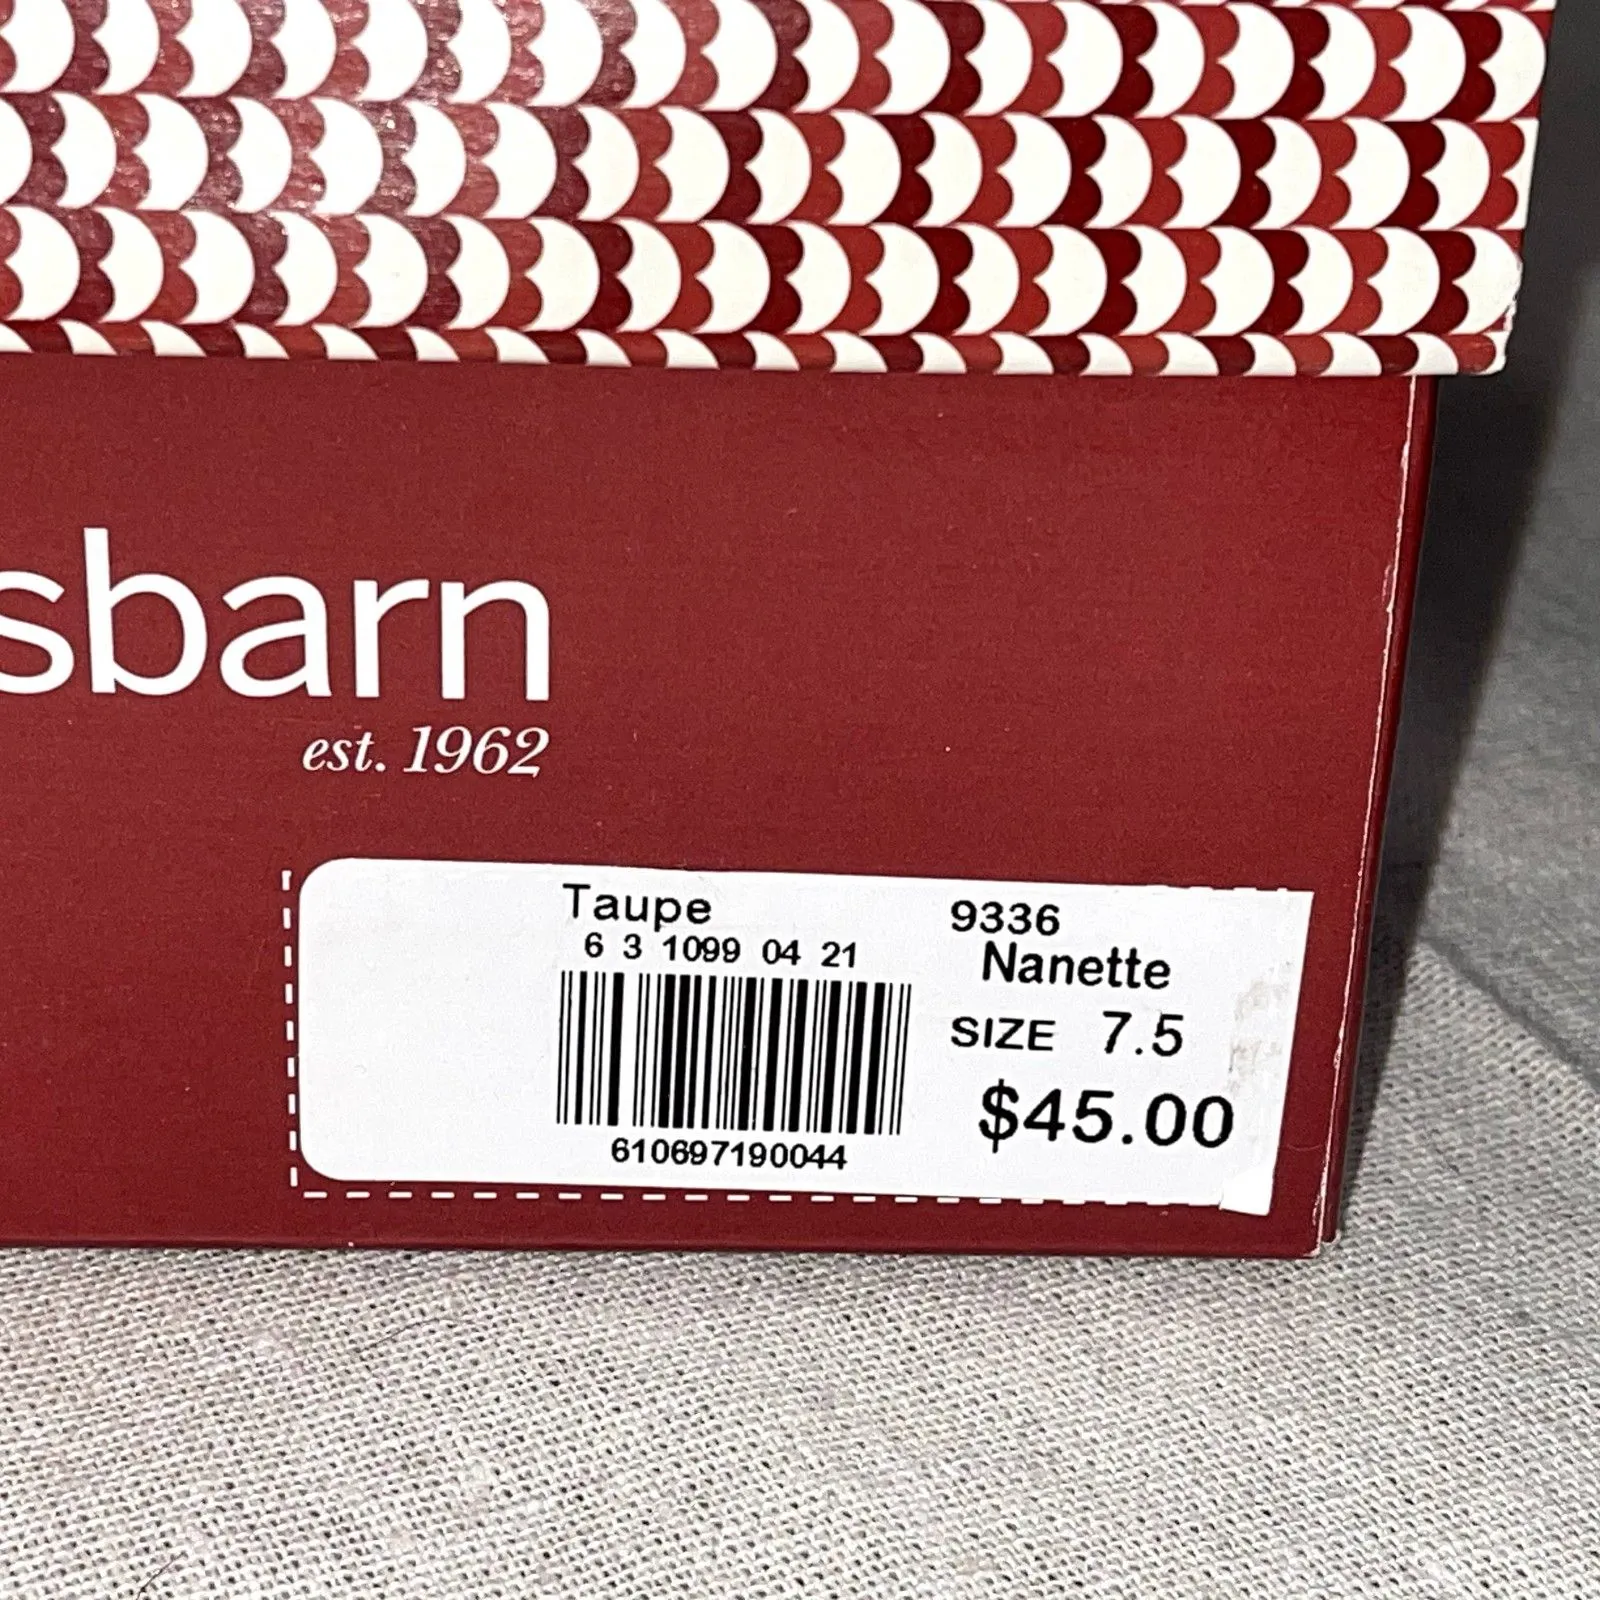 sbarn
est. 1962
Taupe
6 3 1099 04 21
610697190044
9336
Nanette
SIZE 7.5
$45.00